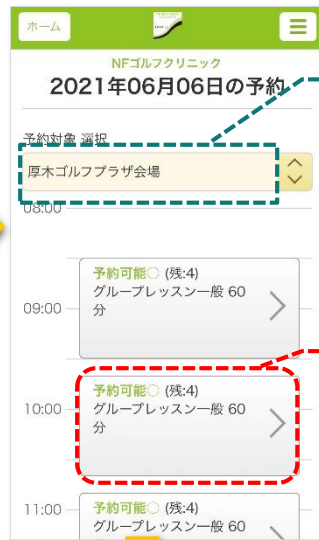 ホーム
NFゴルフクリニック
2021年06月06日の予約
予約対象 選択
厚木ゴルフプラザ会場
08:00
予約可能〇 (残:4)
09:00
グループレッスン一般 60
分
予約可能〇 (残:4)
10:00
グループレッスン一般 60
分
11:00
予約可能〇 (残:4)
グループレッスン一般 60